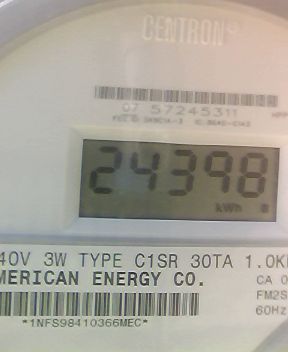 CENTRON®
07 57245311
24398
kWh
40V 3W TYPE C1SR 30TA 1.0K
MERICAN ENERGY CO.
CA 0
FM2S
60Hz
*1NFS98410366MEC*